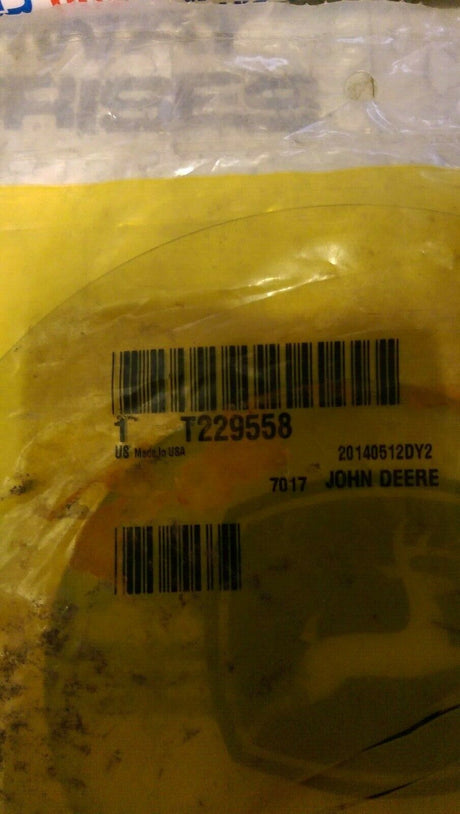 1 T229558
US Made In USA
20140512DY2
7017 JOHN DEERE